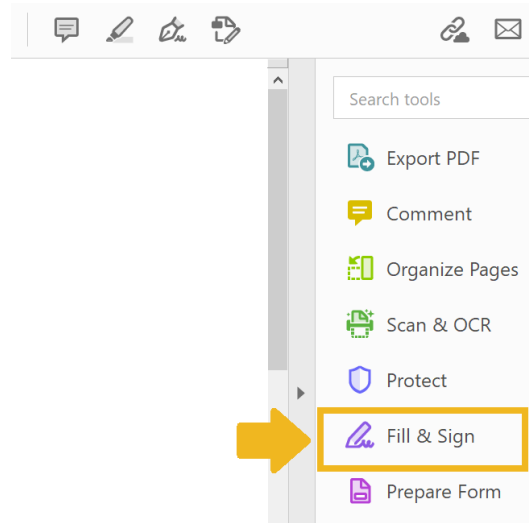 Search tools
Export PDF
Comment
Organize Pages
Scan & OCR
Protect
Fill & Sign
Prepare Form